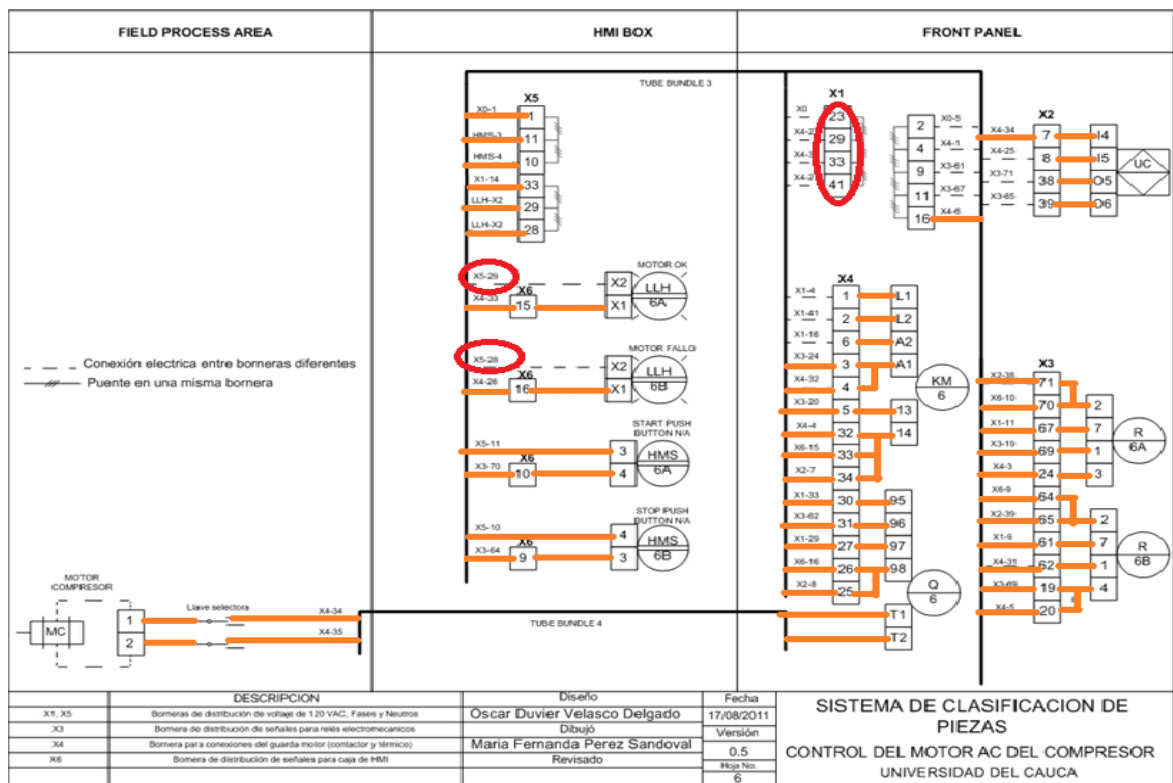 FIELD PROCESS AREA
HMI BOX
FRONT PANEL
TUBE BUNDLE 3
X5
X0-1 1
HMS-3 11
HMS-4 10
X1-14 33
LLH-X2 29
LLH-X2 28
X5-29 X2
X4-33 X6 15 X1
MOTOIR OK
LLH 6A
X5-28 X2
X4-26 X6 16 X1
MOTOR FALLO
LLH 6B
START PUSH
BUTTON N/A
X5-11 3
X3-70 X6 10 4
HMS 6A
STOP PUSH
BUTTON N/A
X5-10 4
X3-64 X6 9 3
HMS 6B
X1
X0 23
29
33
41
2 X0-5
4 X4-1
9 X3-61
11 X3-67
16 X4-6
X2
X4-34 7 I4
X4-25 8 I5
X3-71 38 O5
X3-65 39 O6
UC
X4
X1-4 1 L1
X1-41 2 L2
X1-16 6 A2
X3-24 3 A1
X4-32 4
KM 6
X3-20 5 13
X4-4 32 14
X6-15 33
X2-7 34
X1-33 30 95
X3-62 31 96
X1-29 27 97
X6-16 26 98
X2-8 25
Q 6
T1
T2
X3
X2-38 71
X6-10 70 2
X1-11 67 7
X3-19 69 1
X4-3 24 3
R 6A
X6-9 64
X2-39 65 2
X1-9 61 7
X4-31 62 1
X3-69 19 4
X4-5 20
R 6B
Conexión electrica entre borneras diferentes
Puente en una misma bornera
MOTOR
COMPIRESOR
MC
1
2
Llave selectora
X4-34
X4-35
TUBE BUNDLE 4
DESCRIPCION
X1, X5 Borneras de distribución de voltaje de 120 VAC, Fases y Neutros
.X3 Bornera de distribución de señales para relés electromecanicos
.X4 Bornera para conexiones del guarda motor (contactor y térmico)
X6 Bornera de distribución de señales para caja de HMI
Diseño
Oscar Duvier Velasco Delgado
Dibujó
Maria Fernanda Perez Sandoval
Revisado
Fecha
17/08/2011
Versión
0.5
Hoja No.
6
SISTEMA DE CLASIFICACION DE
PIEZAS
CONTROL DEL MOTOR AC DEL COMPRESOR
UNIVERSIDAD DEL CAUCA